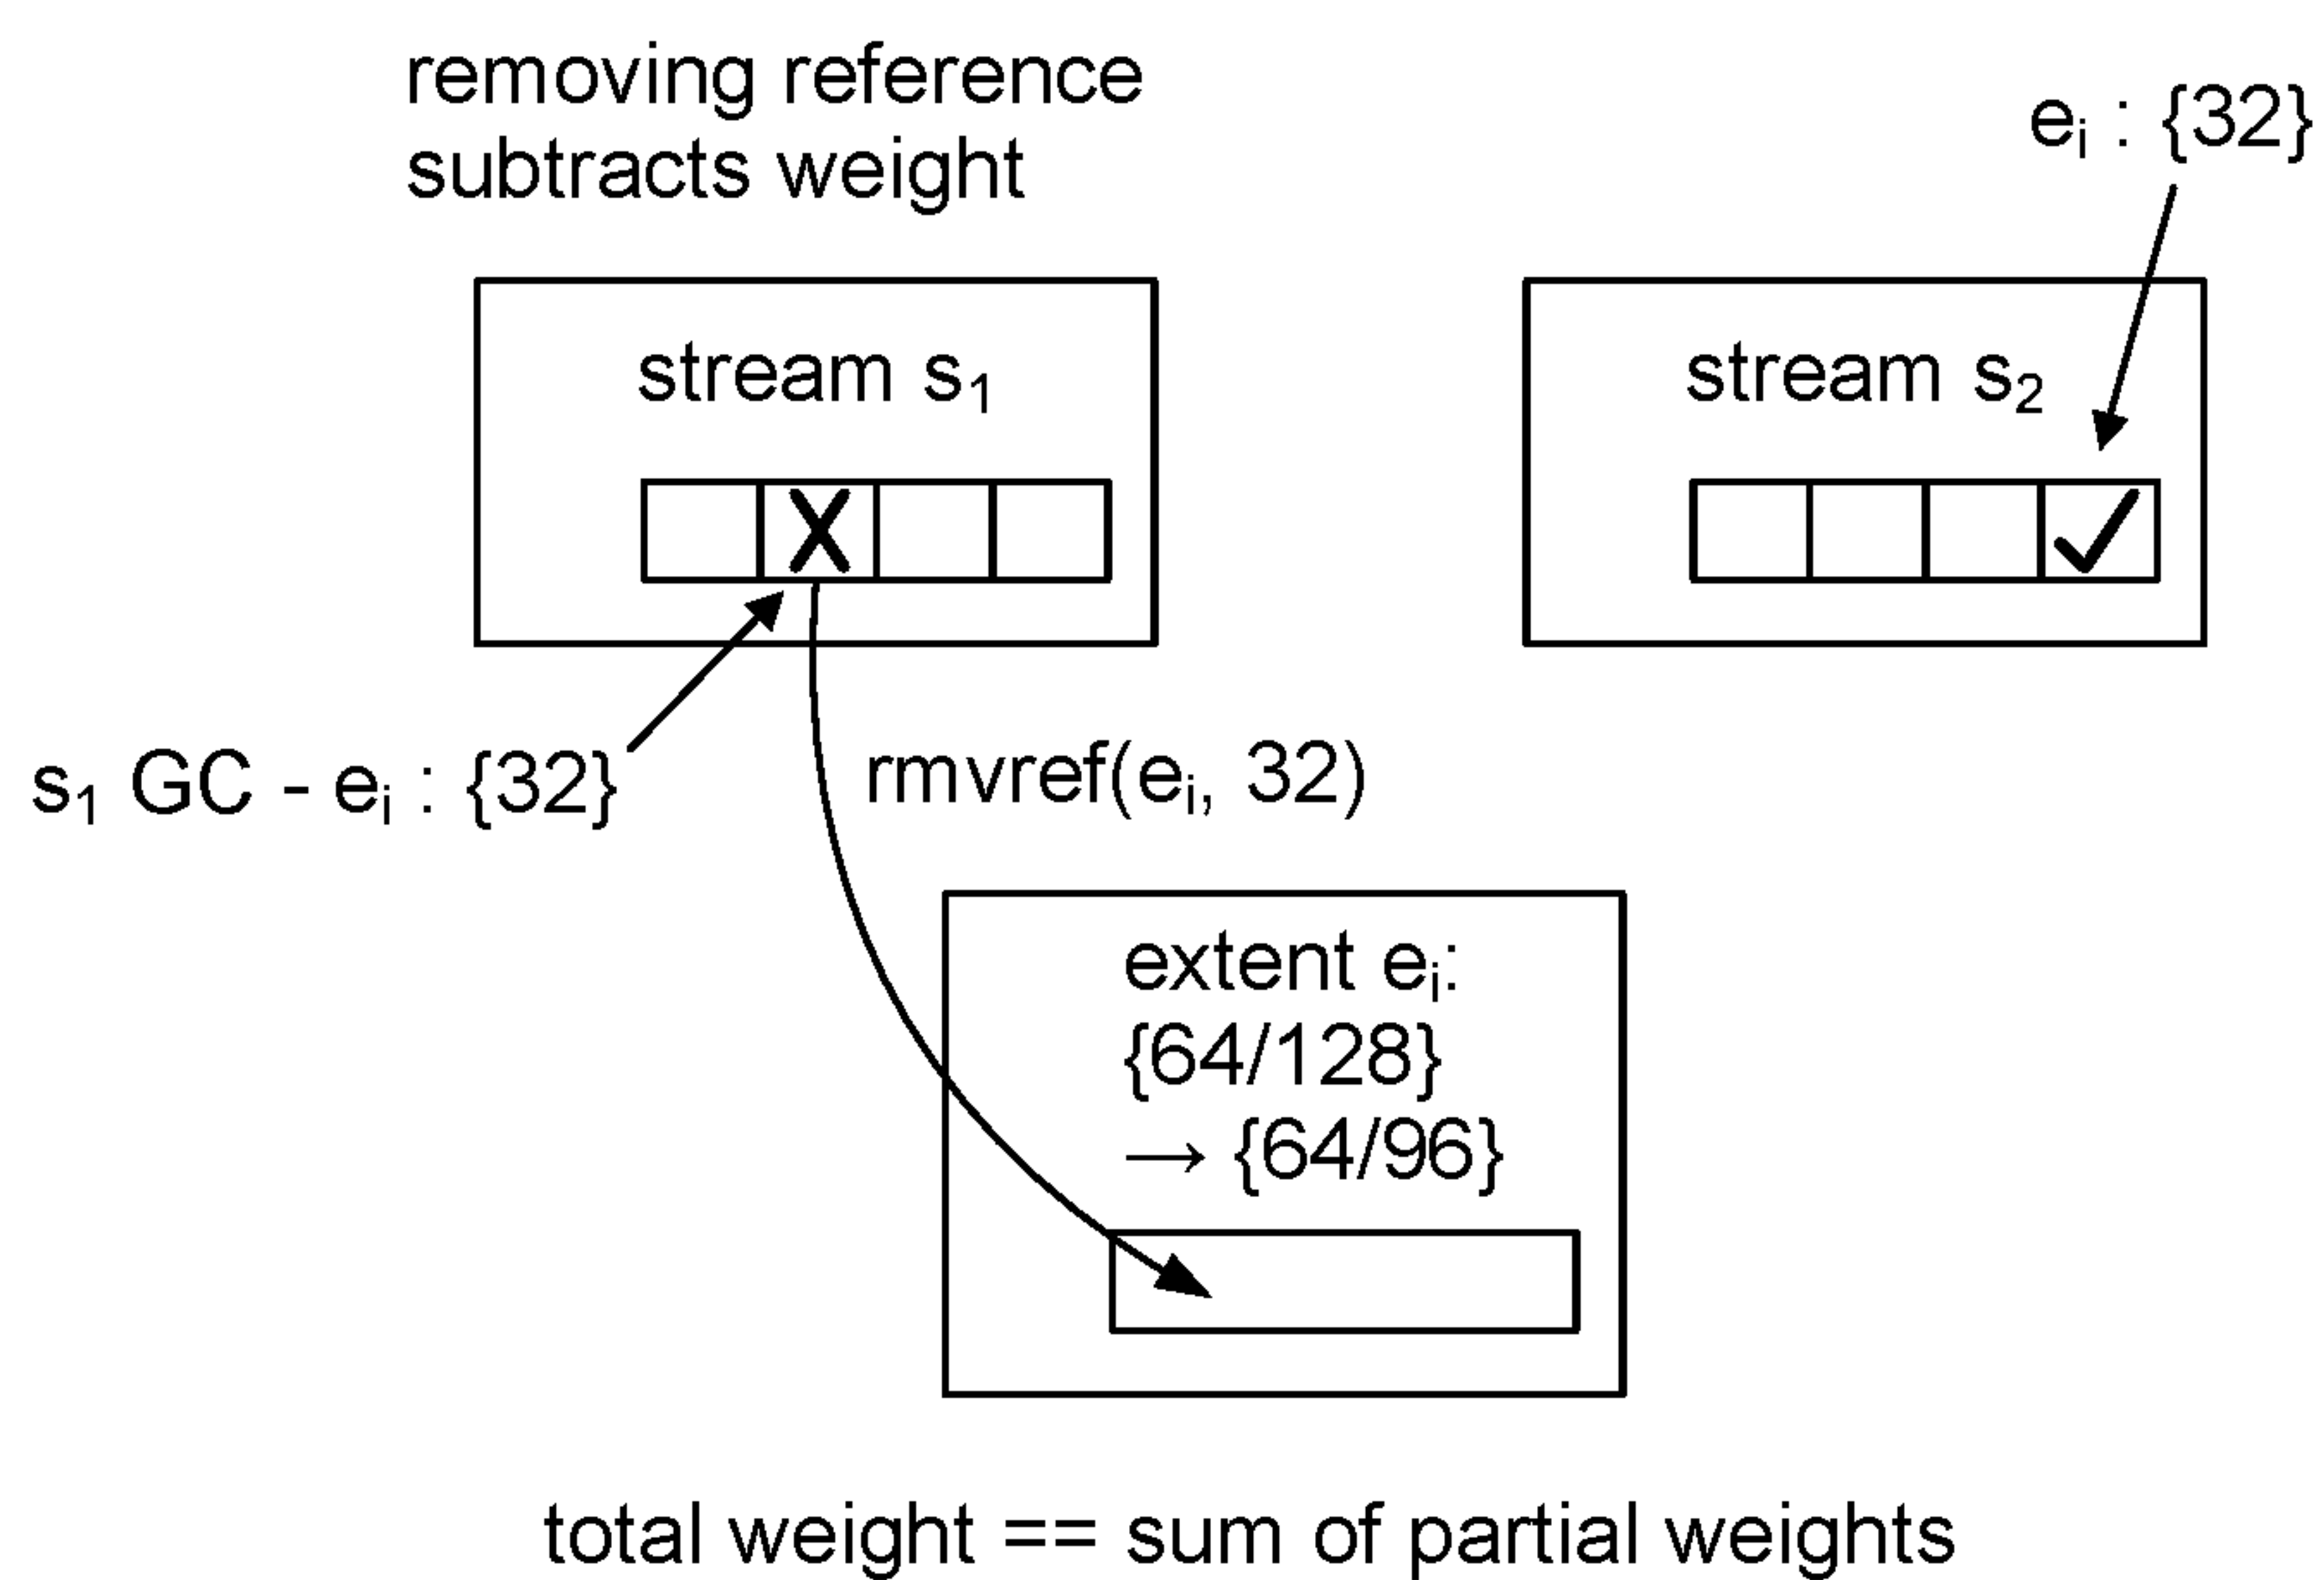 removing reference
subtracts weight
eᵢ : {32}
stream s₁
stream s₂
X
✓
s₁ GC - eᵢ : {32}
rmvref(eᵢ, 32)
extent eᵢ:
{64/128}
→ {64/96}
total weight == sum of partial weights